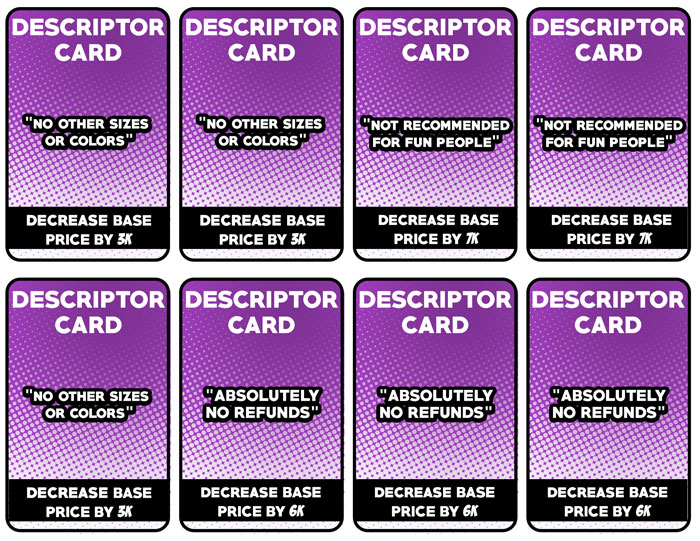 DESCRIPTOR
CARD
"NO OTHER SIZES
OR COLORS"
DECREASE BASE
PRICE BY 3K
DESCRIPTOR
CARD
"NO OTHER SIZES
OR COLORS"
DECREASE BASE
PRICE BY 3K
DESCRIPTOR
CARD
"NOT RECOMMENDED
FOR FUN PEOPLE"
DECREASE BASE
PRICE BY 7K
DESCRIPTOR
CARD
"NOT RECOMMENDED
FOR FUN PEOPLE"
DECREASE BASE
PRICE BY 7K
DESCRIPTOR
CARD
"NO OTHER SIZES
OR COLORS"
DECREASE BASE
PRICE BY 3K
DESCRIPTOR
CARD
"ABSOLUTELY
NO REFUNDS"
DECREASE BASE
PRICE BY 6K
DESCRIPTOR
CARD
"ABSOLUTELY
NO REFUNDS"
DECREASE BASE
PRICE BY 6K
DESCRIPTOR
CARD
"ABSOLUTELY
NO REFUNDS"
DECREASE BASE
PRICE BY 6K